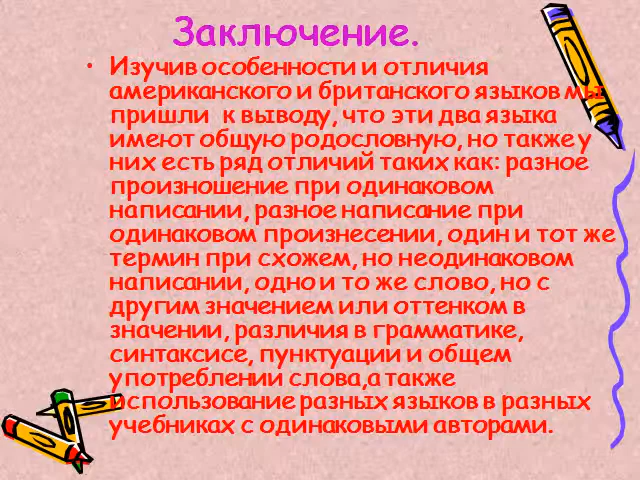 Заключение.
• Изучив особенности и отличия
американского и британского языков мы
пришли к выводу, что эти два языка
имеют общую родословную, но также у
них есть ряд отличий таких как: разное
произношение при одинаковом
написании, разное написание при
одинаковом произнесении, один и тот же
термин при схожем, но неодинаковом
написании, одно и то же слово, но с
другим значением или оттенком в
значении, различия в грамматике,
синтаксисе, пунктуации и общем
употреблении слова,а также
использование разных языков в разных
учебниках с одинаковыми авторами.